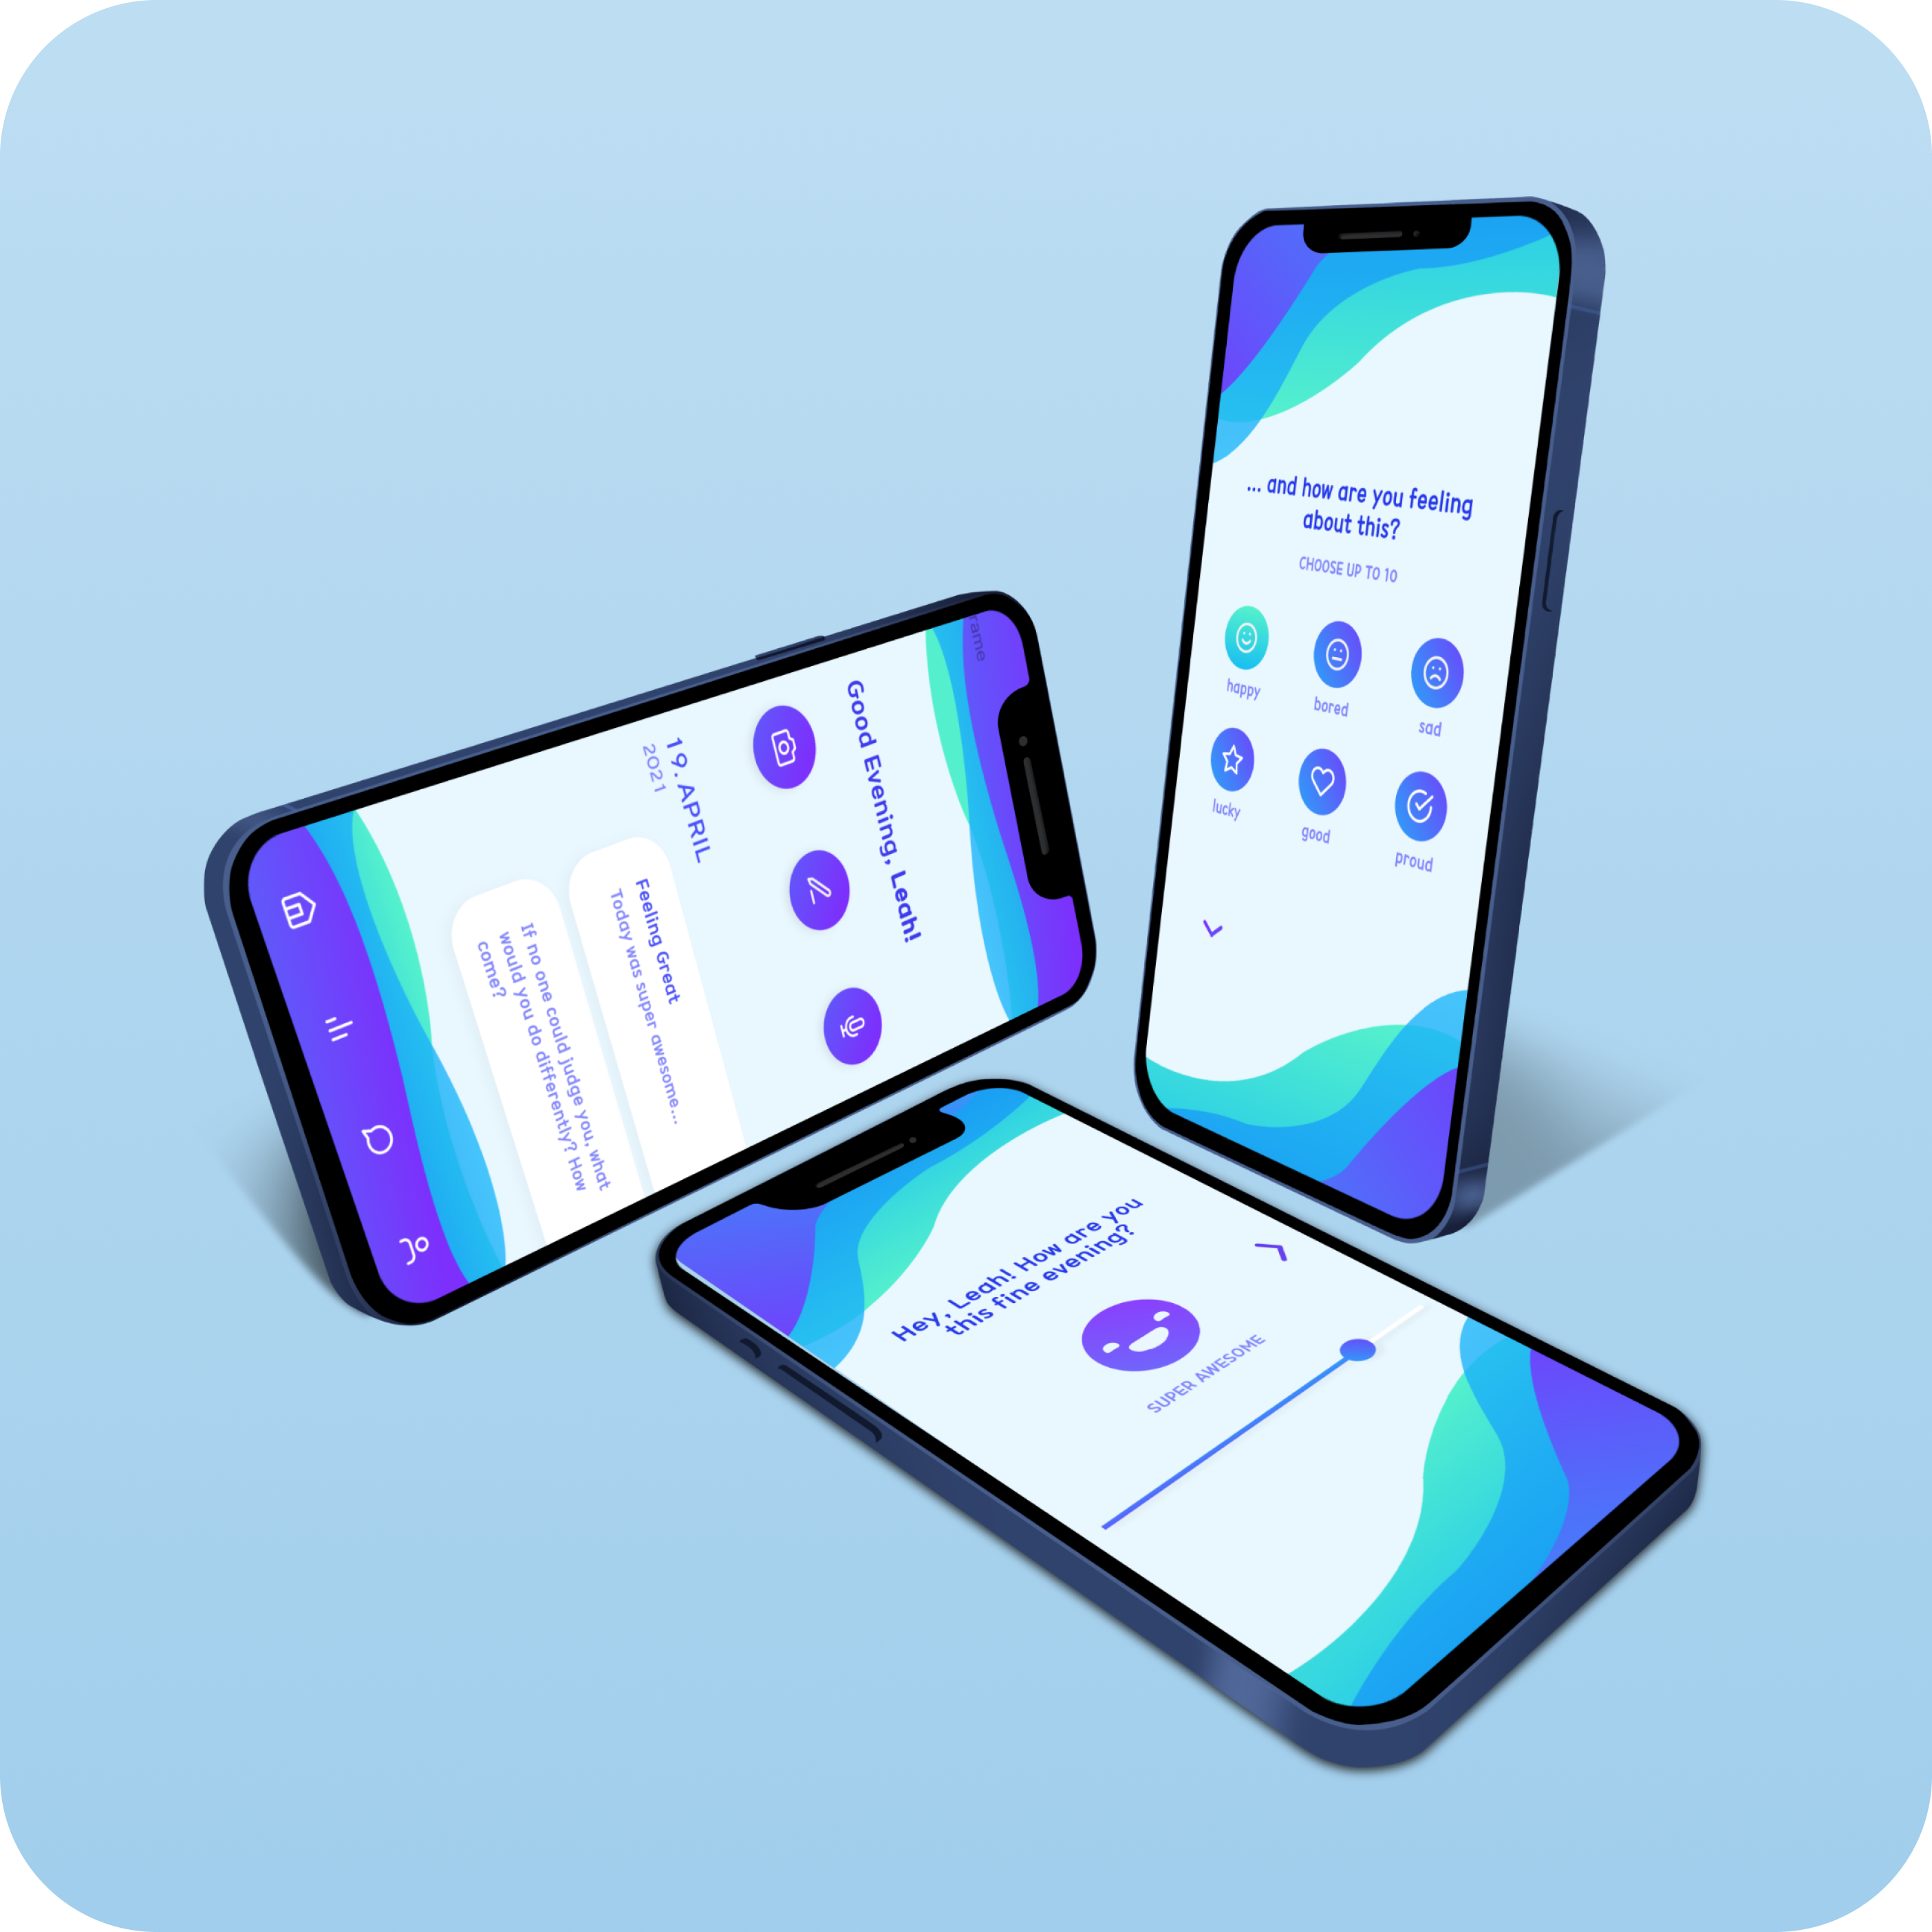 ... and how are you feeling
about this?
CHOOSE UP TO 10
happy
bored
sad
lucky
good
proud
rame
Good Evening, Leah!
19. APRIL
2021
Feeling Great
Today was super awesome...
If no one could judge you, what
would you do differently? How
come?
Hey, Leah! How are you
this fine evening?
SUPER AWESOME